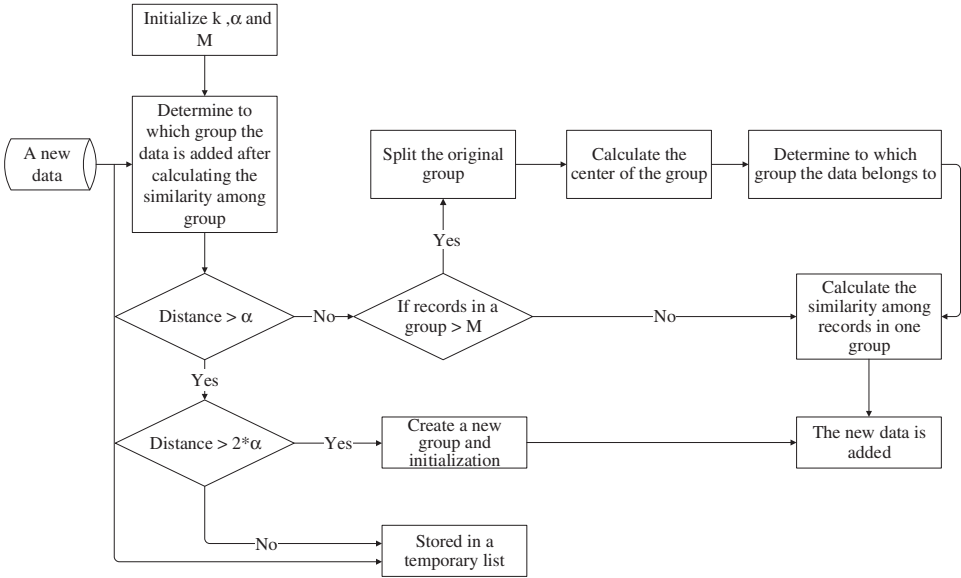 Initialize k ,α and
M
Determine to
which group the
data is added after
calculating the
similarity among
group
A new
data
Split the original
group
Calculate the
center of the group
Determine to which
group the data belongs to
Yes
Distance > α
No
If records in a
group > M
No
Calculate the
similarity among
records in one
group
Yes
Distance > 2*α
Yes
Create a new
group and
initialization
The new data is
added
No
Stored in a
temporary list